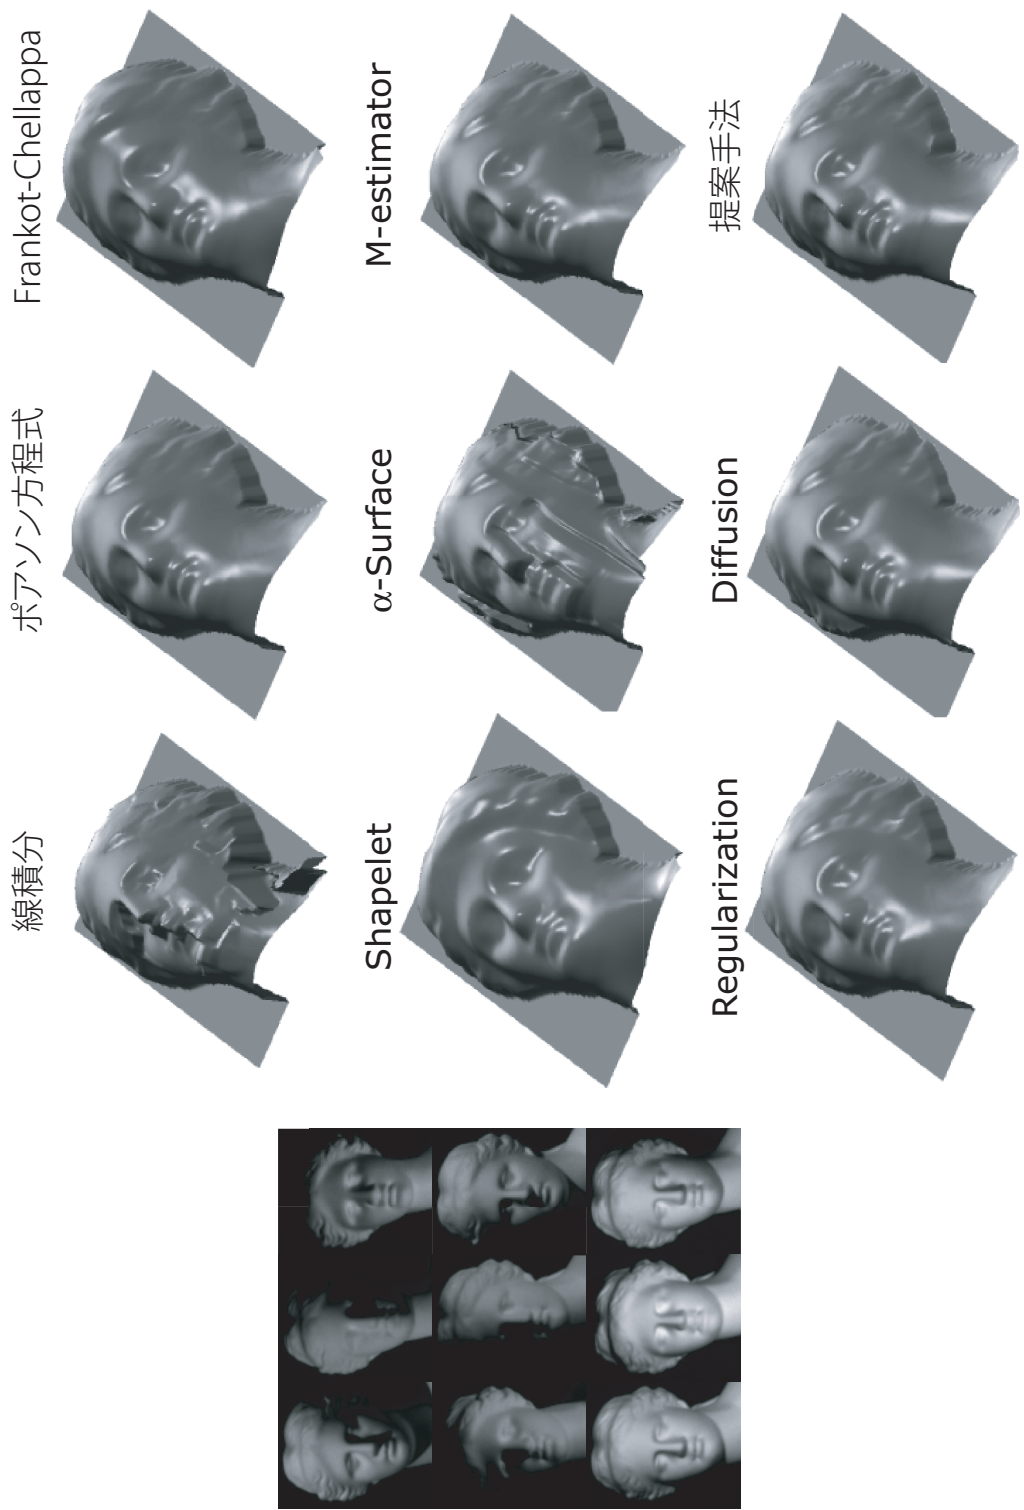 線積分
ポアソン方程式
Frankot-Chellappa
Shapelet
α-Surface
M-estimator
Regularization
Diffusion
提案手法